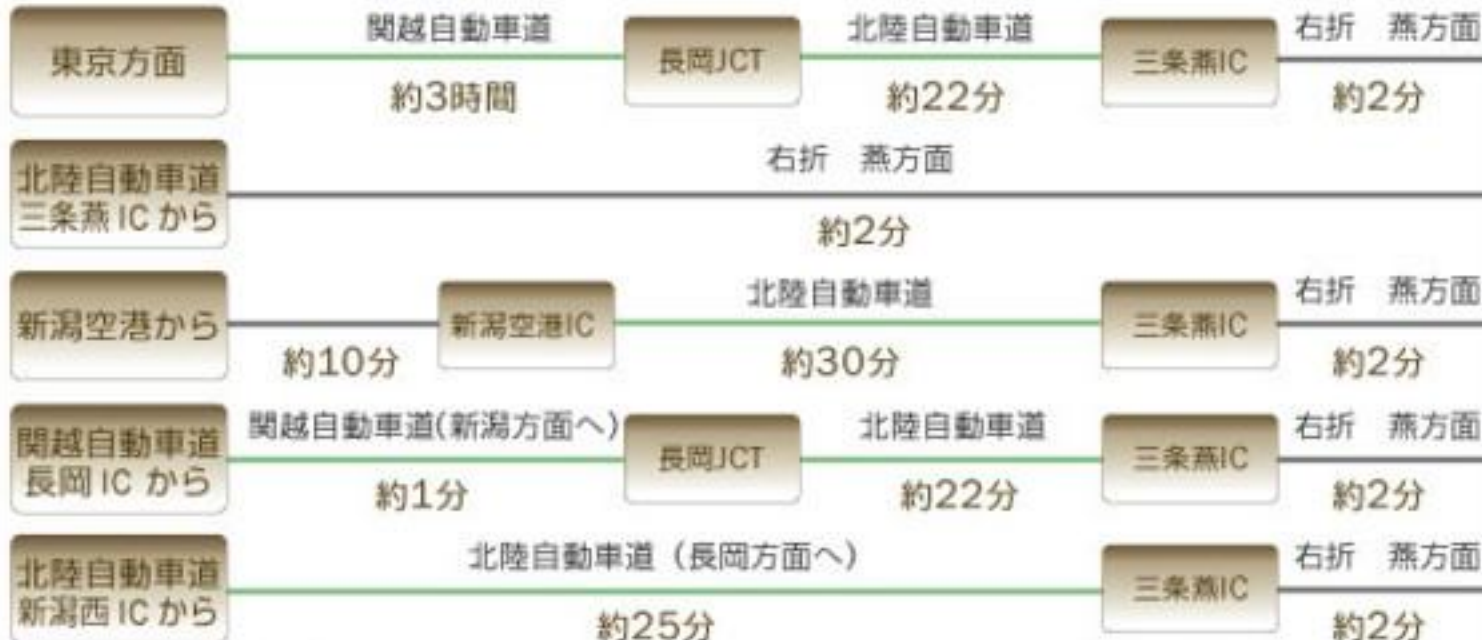 東京方面
関越自動車道
約3時間
長岡JCT
北陸自動車道
約22分
三条燕IC
右折 燕方面
約2分
北陸自動車道
三条燕ICから
右折 燕方面
約2分
新潟空港から
約10分
新潟空港IC
北陸自動車道
約30分
三条燕IC
右折 燕方面
約2分
関越自動車道
長岡ICから
関越自動車道(新潟方面へ)
約1分
長岡JCT
北陸自動車道
約22分
三条燕IC
右折 燕方面
約2分
北陸自動車道
新潟西ICから
北陸自動車道(長岡方面へ)
約25分
三条燕IC
右折 燕方面
約2分